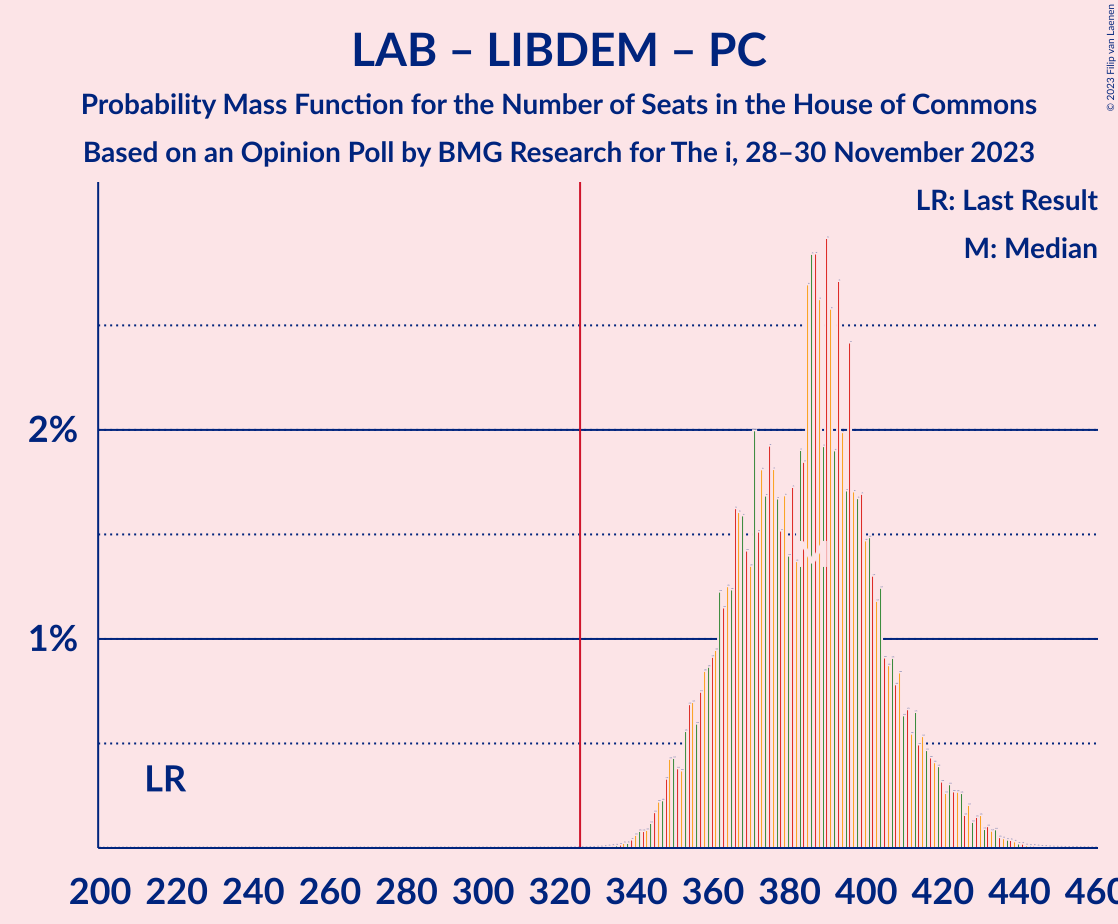 LAB – LIBDEM – PC
Probability Mass Function for the Number of Seats in the House of Commons
Based on an Opinion Poll by BMG Research for The i, 28–30 November 2023
© 2023 Filip van Laenen
LR: Last Result
M: Median
2%
1%
LR
200 220 240 260 280 300 320 340 360 380 400 420 440 460